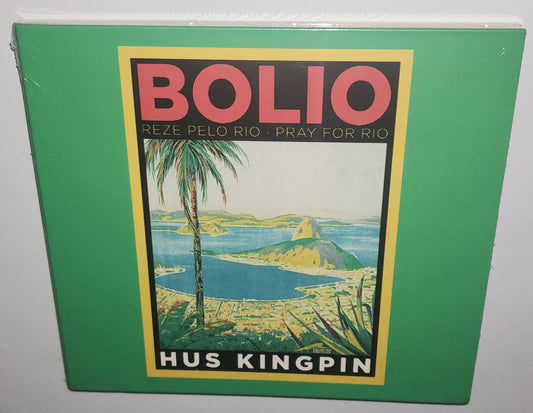 BOLIO
REZE PELO RIO · PRAY FOR RIO
HUS KINGPIN